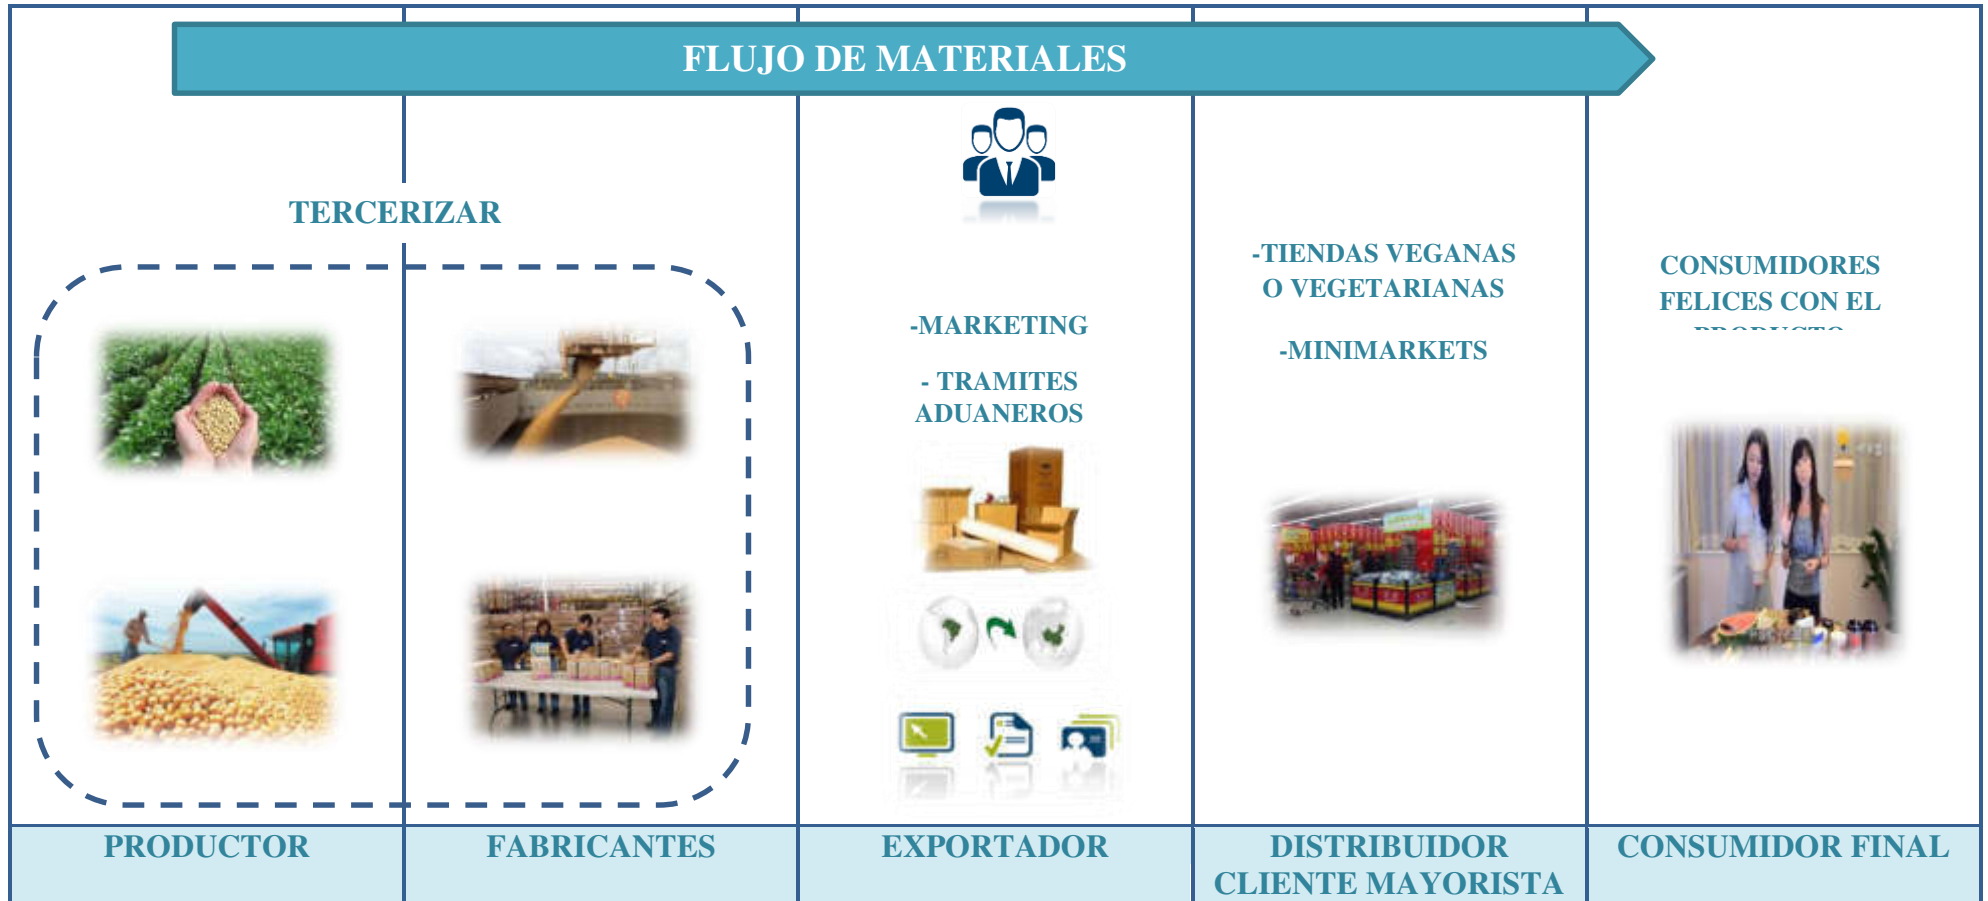 FLUJO DE MATERIALES
TERCERIZAR
-MARKETING
- TRAMITES
ADUANEROS
-TIENDAS VEGANAS
O VEGETARIANAS
-MINIMARKETS
CONSUMIDORES
FELICES CON EL
PRODUCTO
PRODUCTOR
FABRICANTES
EXPORTADOR
DISTRIBUIDOR
CLIENTE MAYORISTA
CONSUMIDOR FINAL